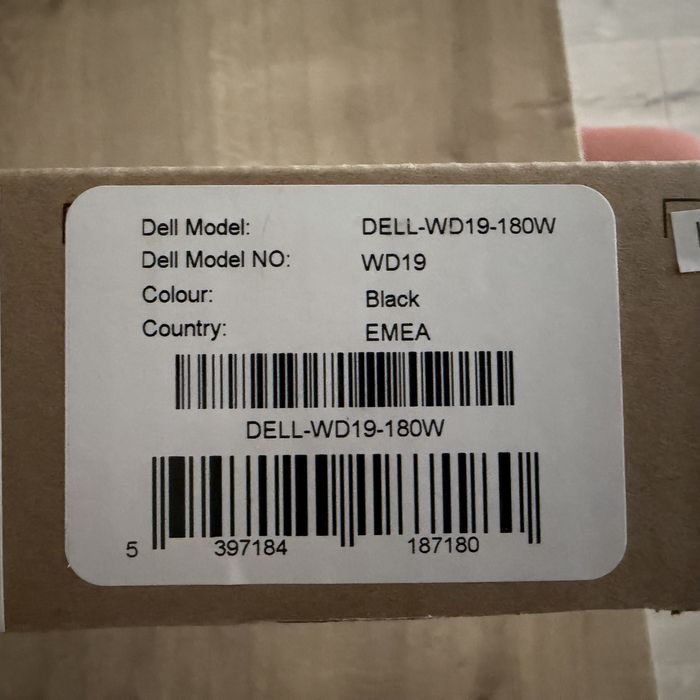 Dell Model: DELL-WD19-180W
Dell Model NO: WD19
Colour: Black
Country: EMEA
DELL-WD19-180W
5 397184 187180